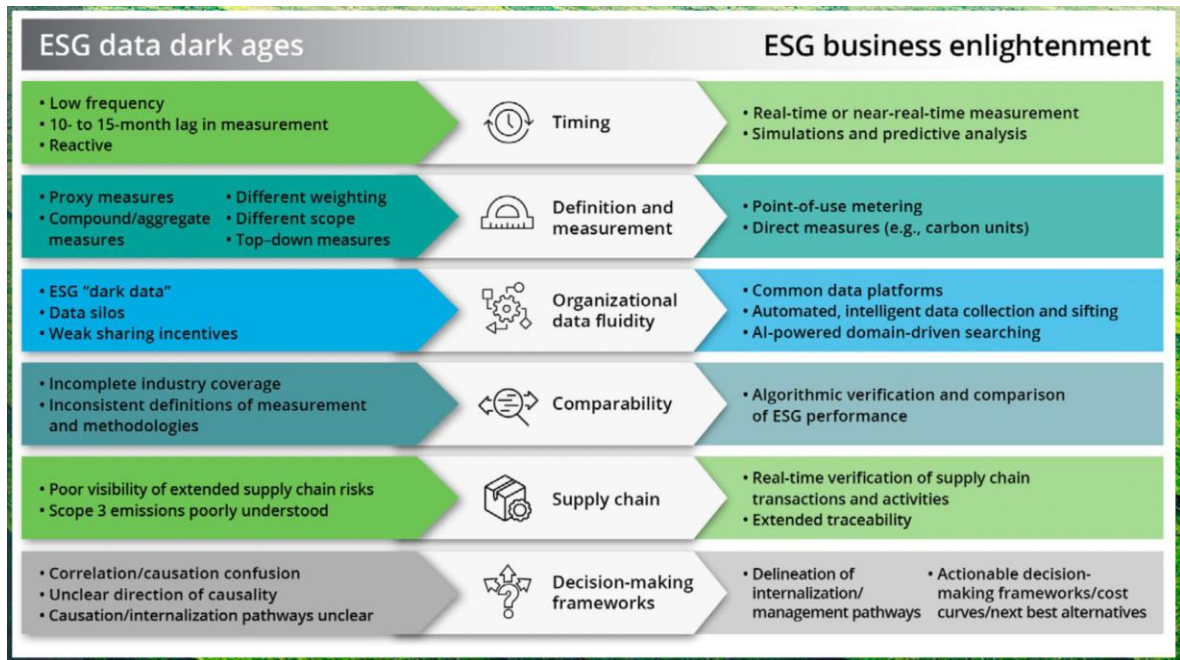 ESG data dark ages
ESG business enlightenment
• Low frequency
• 10- to 15-month lag in measurement
• Reactive
Timing
• Real-time or near-real-time measurement
• Simulations and predictive analysis
• Proxy measures
• Compound/aggregate
measures
• Different weighting
• Different scope
• Top–down measures
Definition and
measurement
• Point-of-use metering
• Direct measures (e.g., carbon units)
• ESG “dark data”
• Data silos
• Weak sharing incentives
Organizational
data fluidity
• Common data platforms
• Automated, intelligent data collection and sifting
• AI-powered domain-driven searching
• Incomplete industry coverage
• Inconsistent definitions of measurement
and methodologies
Comparability
• Algorithmic verification and comparison
of ESG performance
• Poor visibility of extended supply chain risks
• Scope 3 emissions poorly understood
Supply chain
• Real-time verification of supply chain
transactions and activities
• Extended traceability
• Correlation/causation confusion
• Unclear direction of causality
• Causation/internalization pathways unclear
Decision-making
frameworks
• Delineation of
internalization/
management pathways
• Actionable decision-
making frameworks/cost
curves/next best alternatives